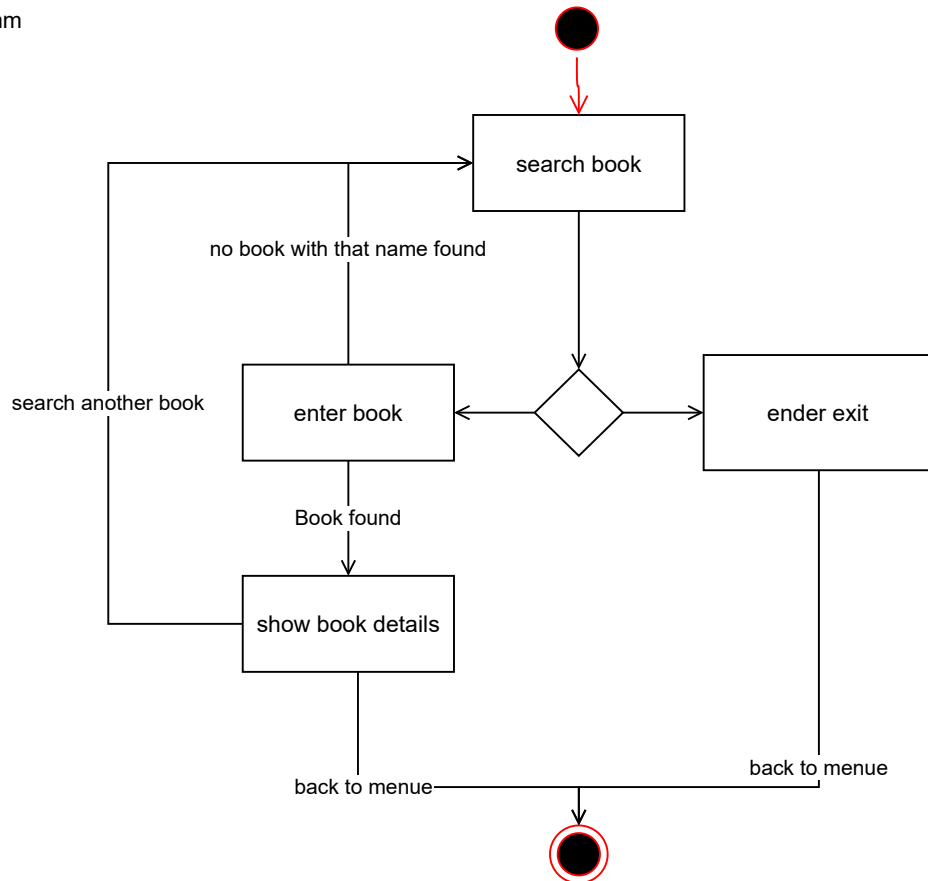 search book
no book with that name found
search another book
enter book
ender exit
Book found
show book details
back to menue
back to menue